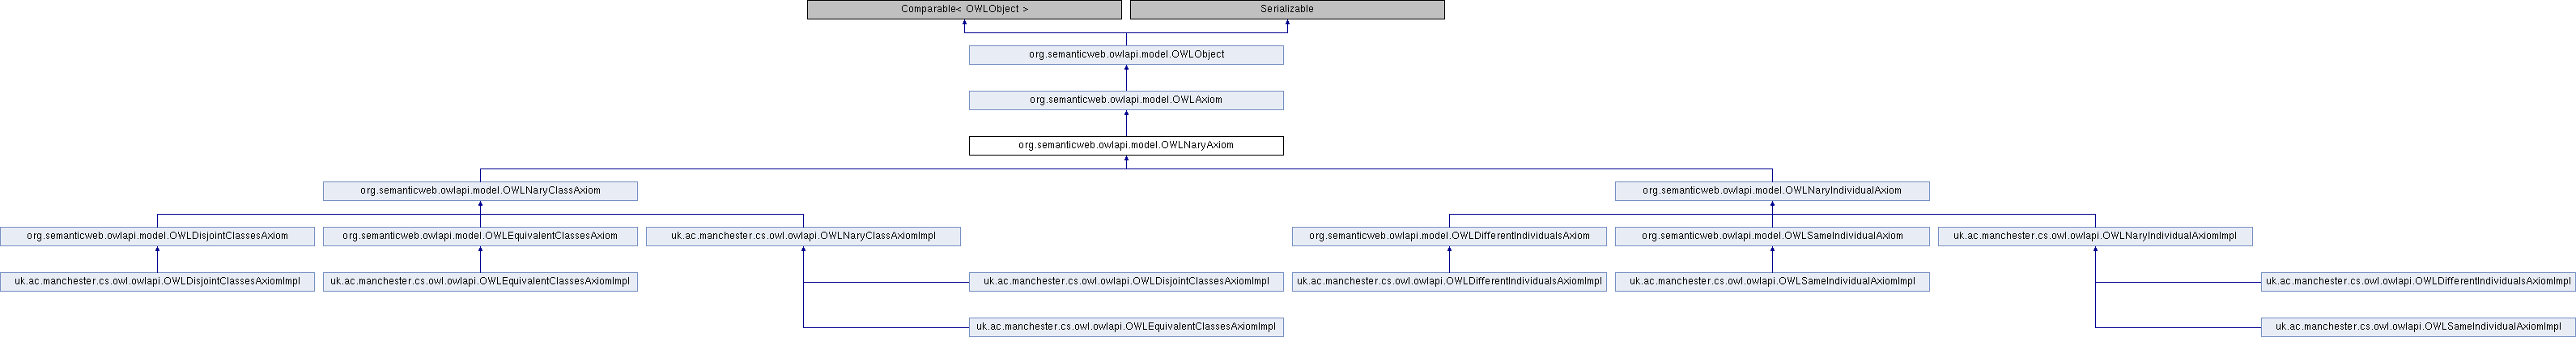 Comparable< OWLObject >
Serializable
org.semanticweb.owlapi.model.OWLObject
org.semanticweb.owlapi.model.OWLAxiom
org.semanticweb.owlapi.model.OWLNaryAxiom
org.semanticweb.owlapi.model.OWLNaryClassAxiom
org.semanticweb.owlapi.model.OWLNaryIndividualAxiom
org.semanticweb.owlapi.model.OWLDisjointClassesAxiom
org.semanticweb.owlapi.model.OWLEquivalentClassesAxiom
uk.ac.manchester.cs.owl.owlapi.OWLNaryClassAxiomImpl
org.semanticweb.owlapi.model.OWLDifferentIndividualsAxiom
org.semanticweb.owlapi.model.OWLSameIndividualAxiom
uk.ac.manchester.cs.owl.owlapi.OWLNaryIndividualAxiomImpl
uk.ac.manchester.cs.owl.owlapi.OWLDisjointClassesAxiomImpl
uk.ac.manchester.cs.owl.owlapi.OWLEquivalentClassesAxiomImpl
uk.ac.manchester.cs.owl.owlapi.OWLDisjointClassesAxiomImpl
uk.ac.manchester.cs.owl.owlapi.OWLDifferentIndividualsAxiomImpl
uk.ac.manchester.cs.owl.owlapi.OWLSameIndividualAxiomImpl
uk.ac.manchester.cs.owl.owlapi.OWLDifferentIndividualsAxiomImpl
uk.ac.manchester.cs.owl.owlapi.OWLEquivalentClassesAxiomImpl
uk.ac.manchester.cs.owl.owlapi.OWLSameIndividualAxiomImpl